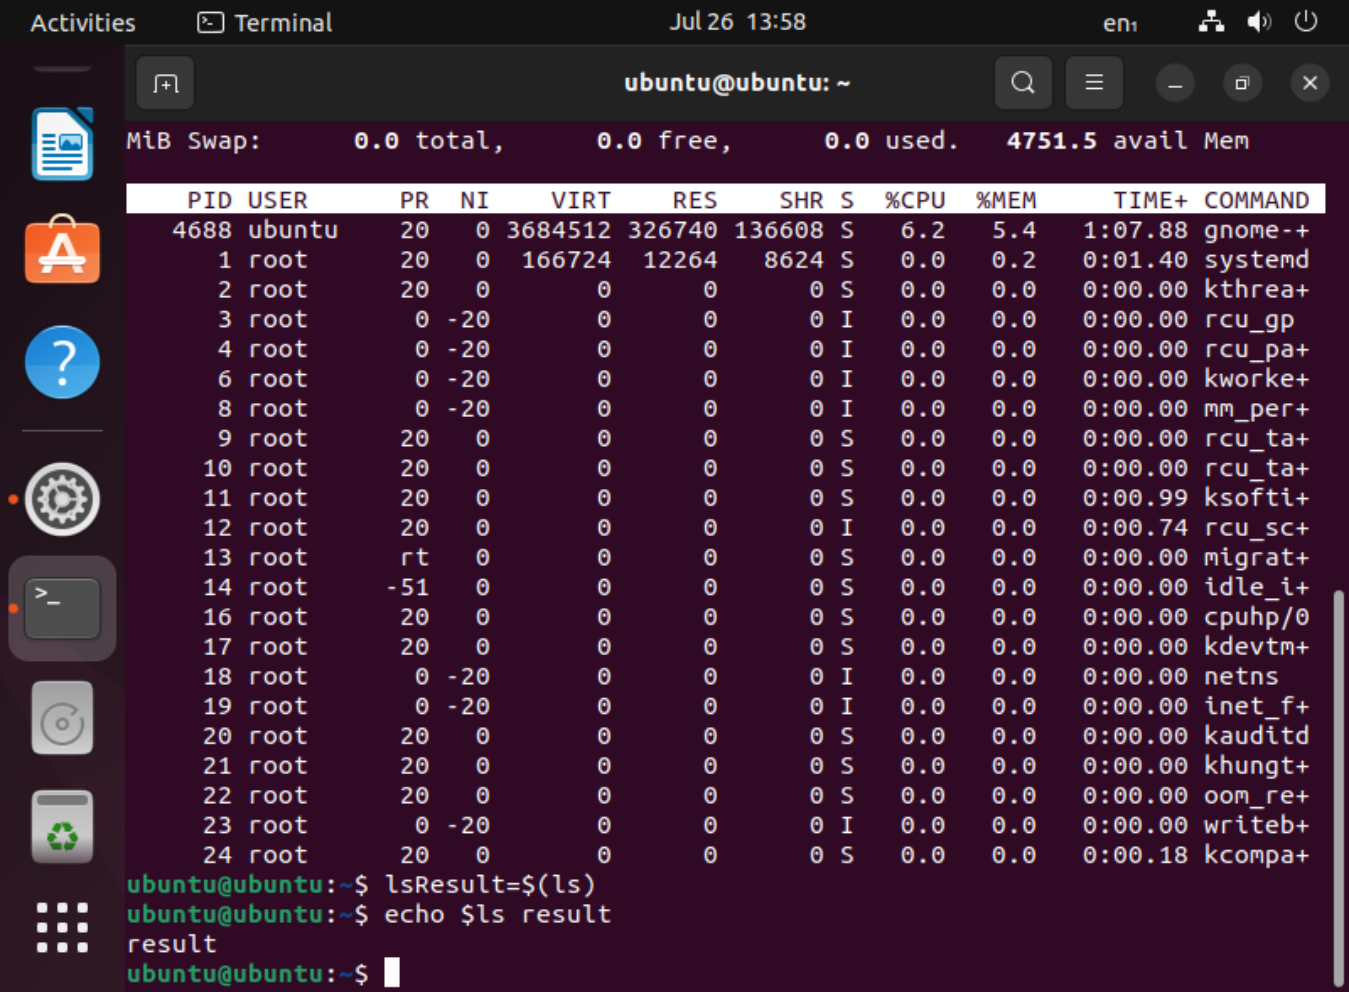 Activities Terminal Jul 26 13:58 en₁
ubuntu@ubuntu: ~
MiB Swap: 0.0 total, 0.0 free, 0.0 used. 4751.5 avail Mem
PID USER PR NI VIRT RES SHR S %CPU %MEM TIME+ COMMAND
4688 ubuntu 20 0 3684512 326740 136608 S 6.2 5.4 1:07.88 gnome-+
1 root 20 0 166724 12264 8624 S 0.0 0.2 0:01.40 systemd
2 root 20 0 0 0 0 S 0.0 0.0 0:00.00 kthrea+
3 root 0 -20 0 0 0 I 0.0 0.0 0:00.00 rcu_gp
4 root 0 -20 0 0 0 I 0.0 0.0 0:00.00 rcu_pa+
6 root 0 -20 0 0 0 I 0.0 0.0 0:00.00 kworke+
8 root 0 -20 0 0 0 I 0.0 0.0 0:00.00 mm_per+
9 root 20 0 0 0 0 S 0.0 0.0 0:00.00 rcu_ta+
10 root 20 0 0 0 0 S 0.0 0.0 0:00.00 rcu_ta+
11 root 20 0 0 0 0 S 0.0 0.0 0:00.99 ksofti+
12 root 20 0 0 0 0 I 0.0 0.0 0:00.74 rcu_sc+
13 root rt 0 0 0 0 S 0.0 0.0 0:00.00 migrat+
14 root -51 0 0 0 0 S 0.0 0.0 0:00.00 idle_i+
16 root 20 0 0 0 0 S 0.0 0.0 0:00.00 cpuhp/0
17 root 20 0 0 0 0 S 0.0 0.0 0:00.00 kdevtm+
18 root 0 -20 0 0 0 I 0.0 0.0 0:00.00 netns
19 root 0 -20 0 0 0 I 0.0 0.0 0:00.00 inet_f+
20 root 20 0 0 0 0 S 0.0 0.0 0:00.00 kauditd
21 root 20 0 0 0 0 S 0.0 0.0 0:00.00 khungt+
22 root 20 0 0 0 0 S 0.0 0.0 0:00.00 oom_re+
23 root 0 -20 0 0 0 I 0.0 0.0 0:00.00 writeb+
24 root 20 0 0 0 0 S 0.0 0.0 0:00.18 kcompa+
ubuntu@ubuntu:~$ lsResult=$(ls)
ubuntu@ubuntu:~$ echo $ls result
result
ubuntu@ubuntu:~$